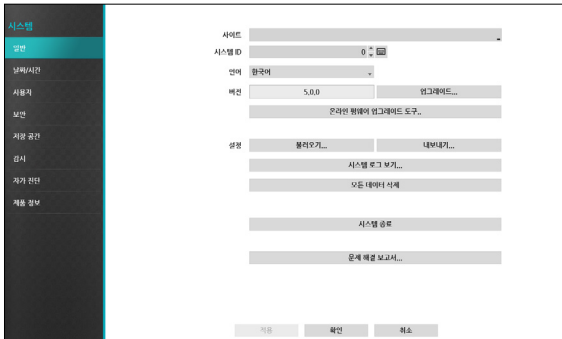 시스템
일반
날짜/시간
사용자
보안
저장 공간
감시
자가 진단
제품 정보
사이트
시스템 ID 0
언어 한국어
버전 5.0.0 업그레이드...
온라인 펌웨어 업그레이드 도구..
설정 불러오기... 내보내기...
시스템 로그 보기...
모든 데이터 삭제
시스템 종료
문제 해결 보고서...
적용 확인 취소